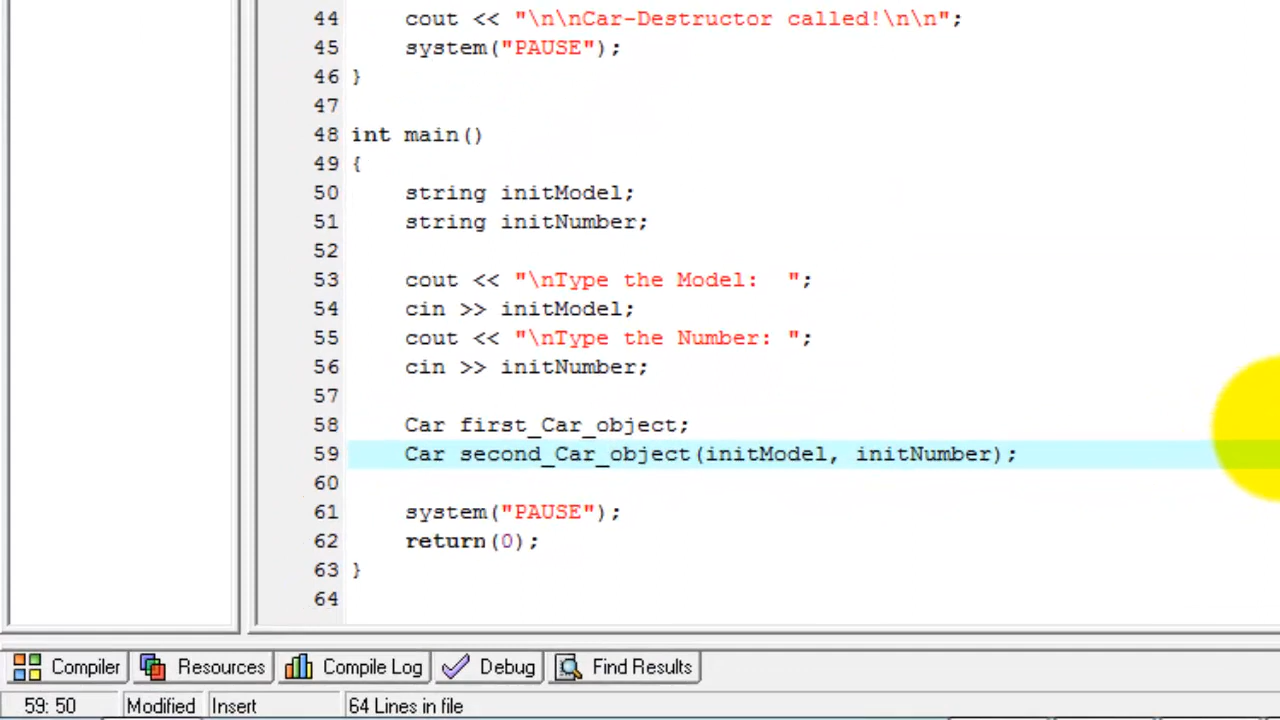 44 cout << "\n\nCar-Destructor called!\n\n";
45 system("PAUSE");
46 }
47
48 int main()
49 {
50 string initModel;
51 string initNumber;
52
53 cout << "\nType the Model:  ";
54 cin >> initModel;
55 cout << "\nType the Number: ";
56 cin >> initNumber;
57
58 Car first_Car_object;
59 Car second_Car_object(initModel, initNumber);
60
61 system("PAUSE");
62 return(0);
63 }
64
Compiler Resources Compile Log Debug Find Results
59: 50 Modified Insert 64 Lines in file